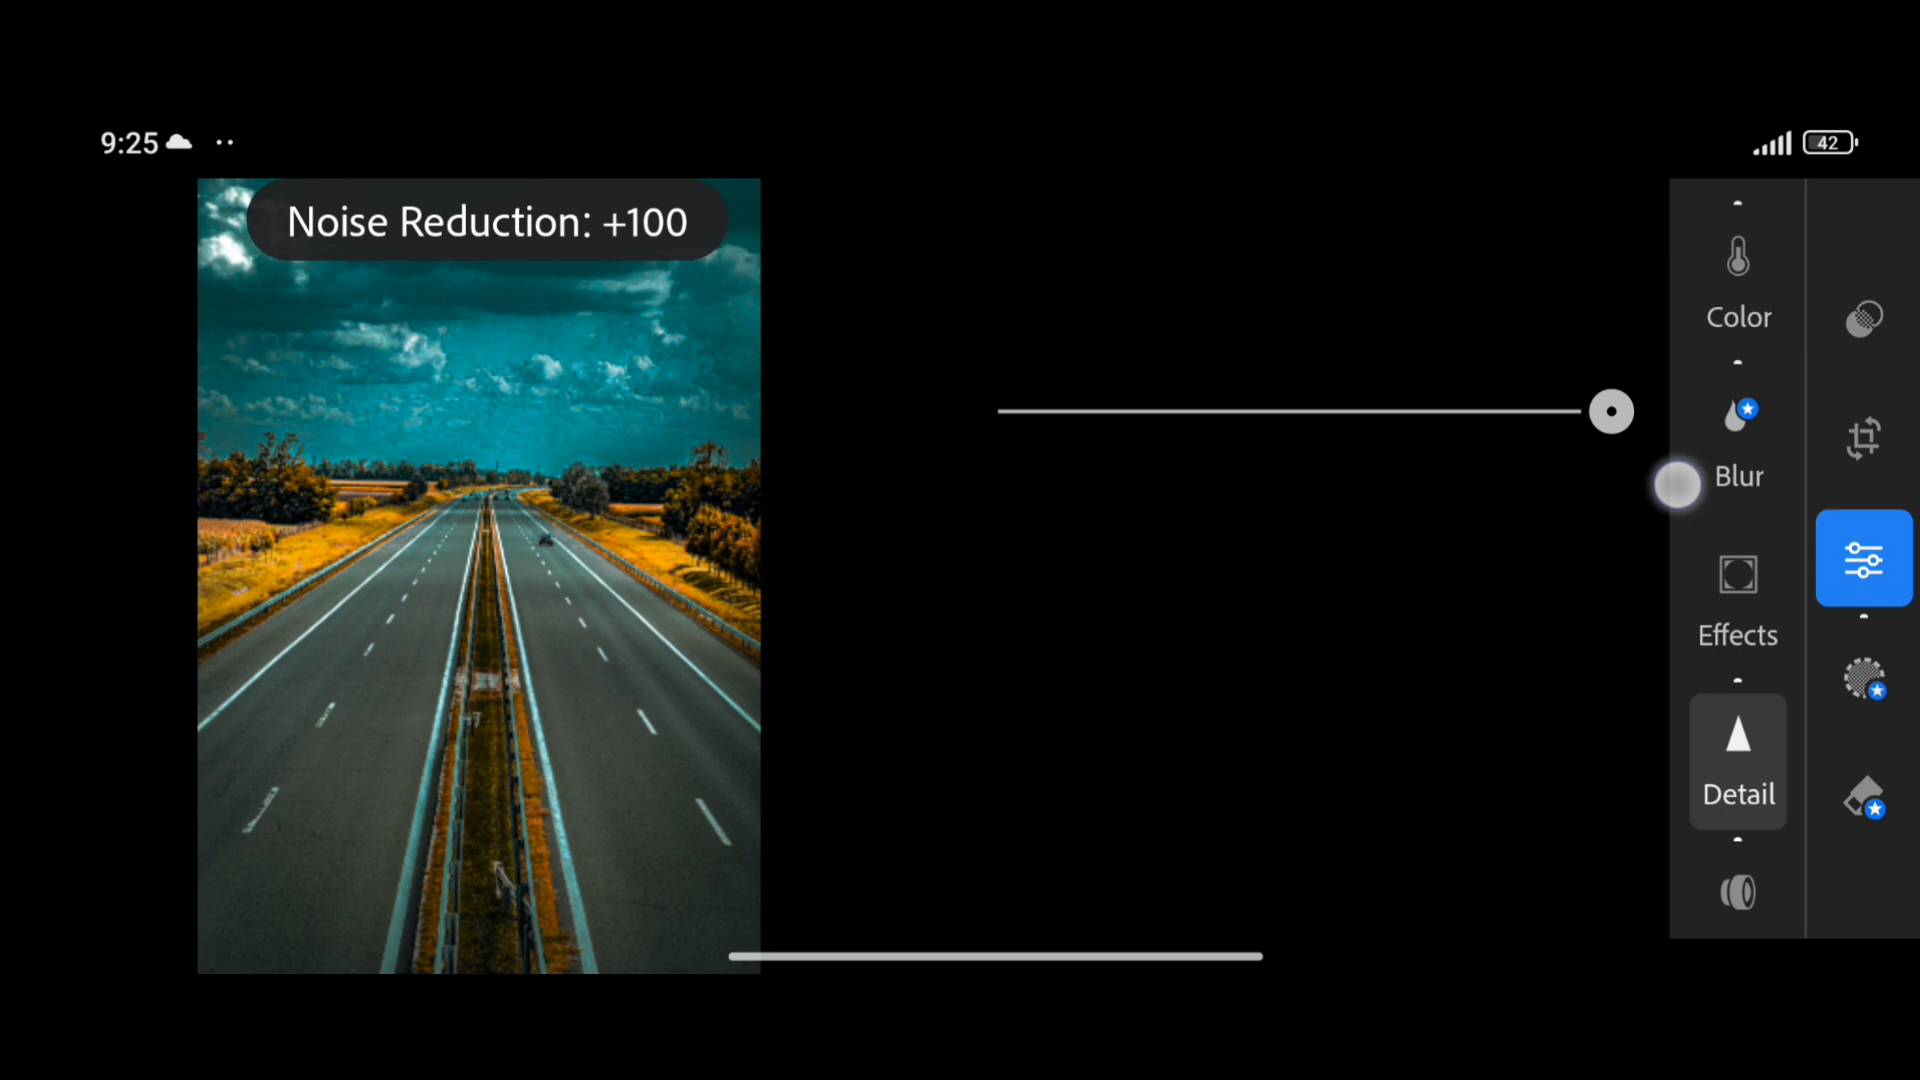 9:25
42
Noise Reduction: +100
Color
Blur
Effects
Detail